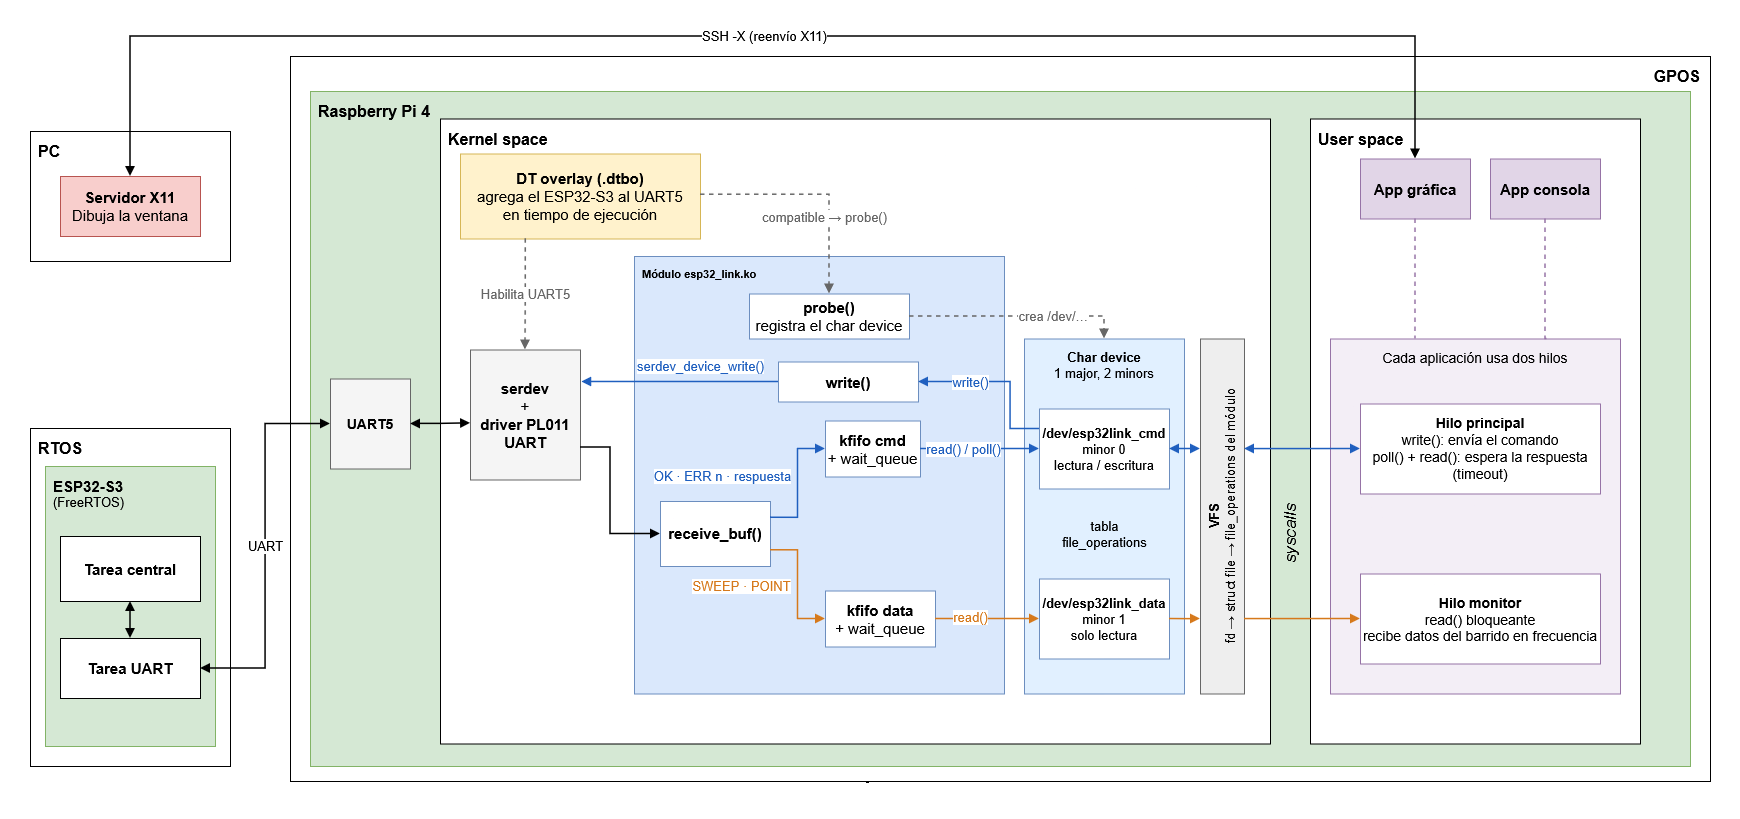 SSH -X (reenvío X11)
GPOS
Raspberry Pi 4
PC
Servidor X11
Dibuja la ventana
Kernel space
DT overlay (.dtbo)
agrega el ESP32-S3 al UART5
en tiempo de ejecución
compatible → probe()
Habilita UART5
Módulo esp32_link.ko
probe()
registra el char device
crea /dev/...
serdev_device_write()
write()
write()
serdev
+
driver PL011
UART
UART5
kfifo cmd
+ wait_queue
read() / poll()
OK · ERR n · respuesta
receive_buf()
SWEEP · POINT
kfifo data
+ wait_queue
read()
Char device
1 major, 2 minors
/dev/esp32link_cmd
minor 0
lectura / escritura
tabla
file_operations
/dev/esp32link_data
minor 1
solo lectura
VFS
fd → struct file → file_operations del módulo
syscalls
User space
App gráfica
App consola
Cada aplicación usa dos hilos
Hilo principal
write(): envía el comando
poll() + read(): espera la respuesta
(timeout)
Hilo monitor
read() bloqueante
recibe datos del barrido en frecuencia
RTOS
ESP32-S3
(FreeRTOS)
Tarea central
Tarea UART
UART